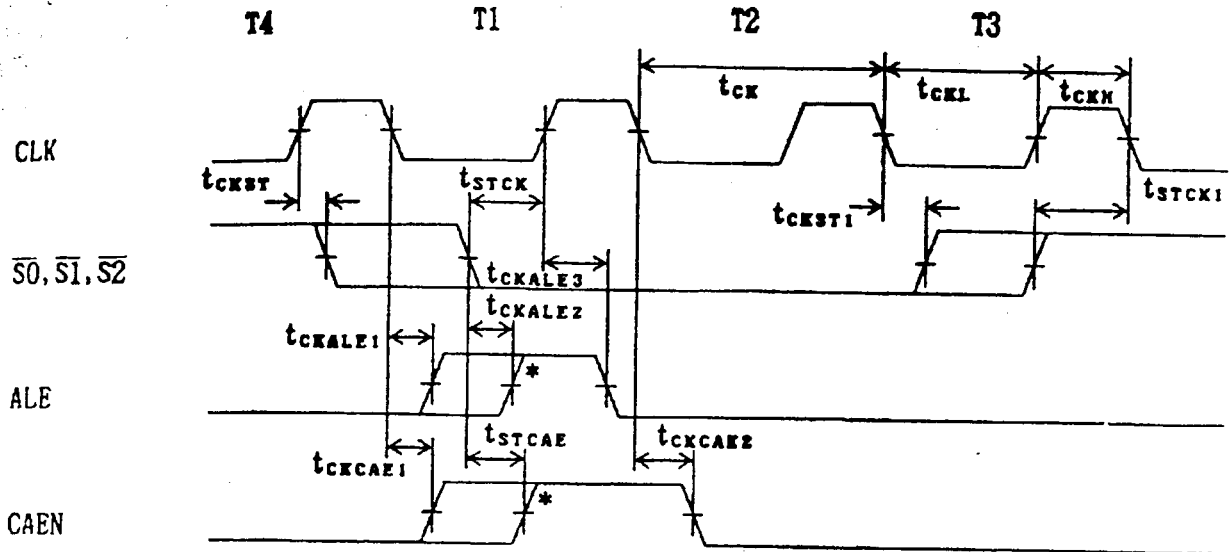 T4 T1 T2 T3
tCK tCKL tCKH
CLK
tCKST tSTCK tCKST1 tSTCK1
S0, S1, S2
tCKALE3
tCKALE2
tCKALE1
*
ALE
tSTCAE tCKCAE2
tCKCAE1
*
CAEN